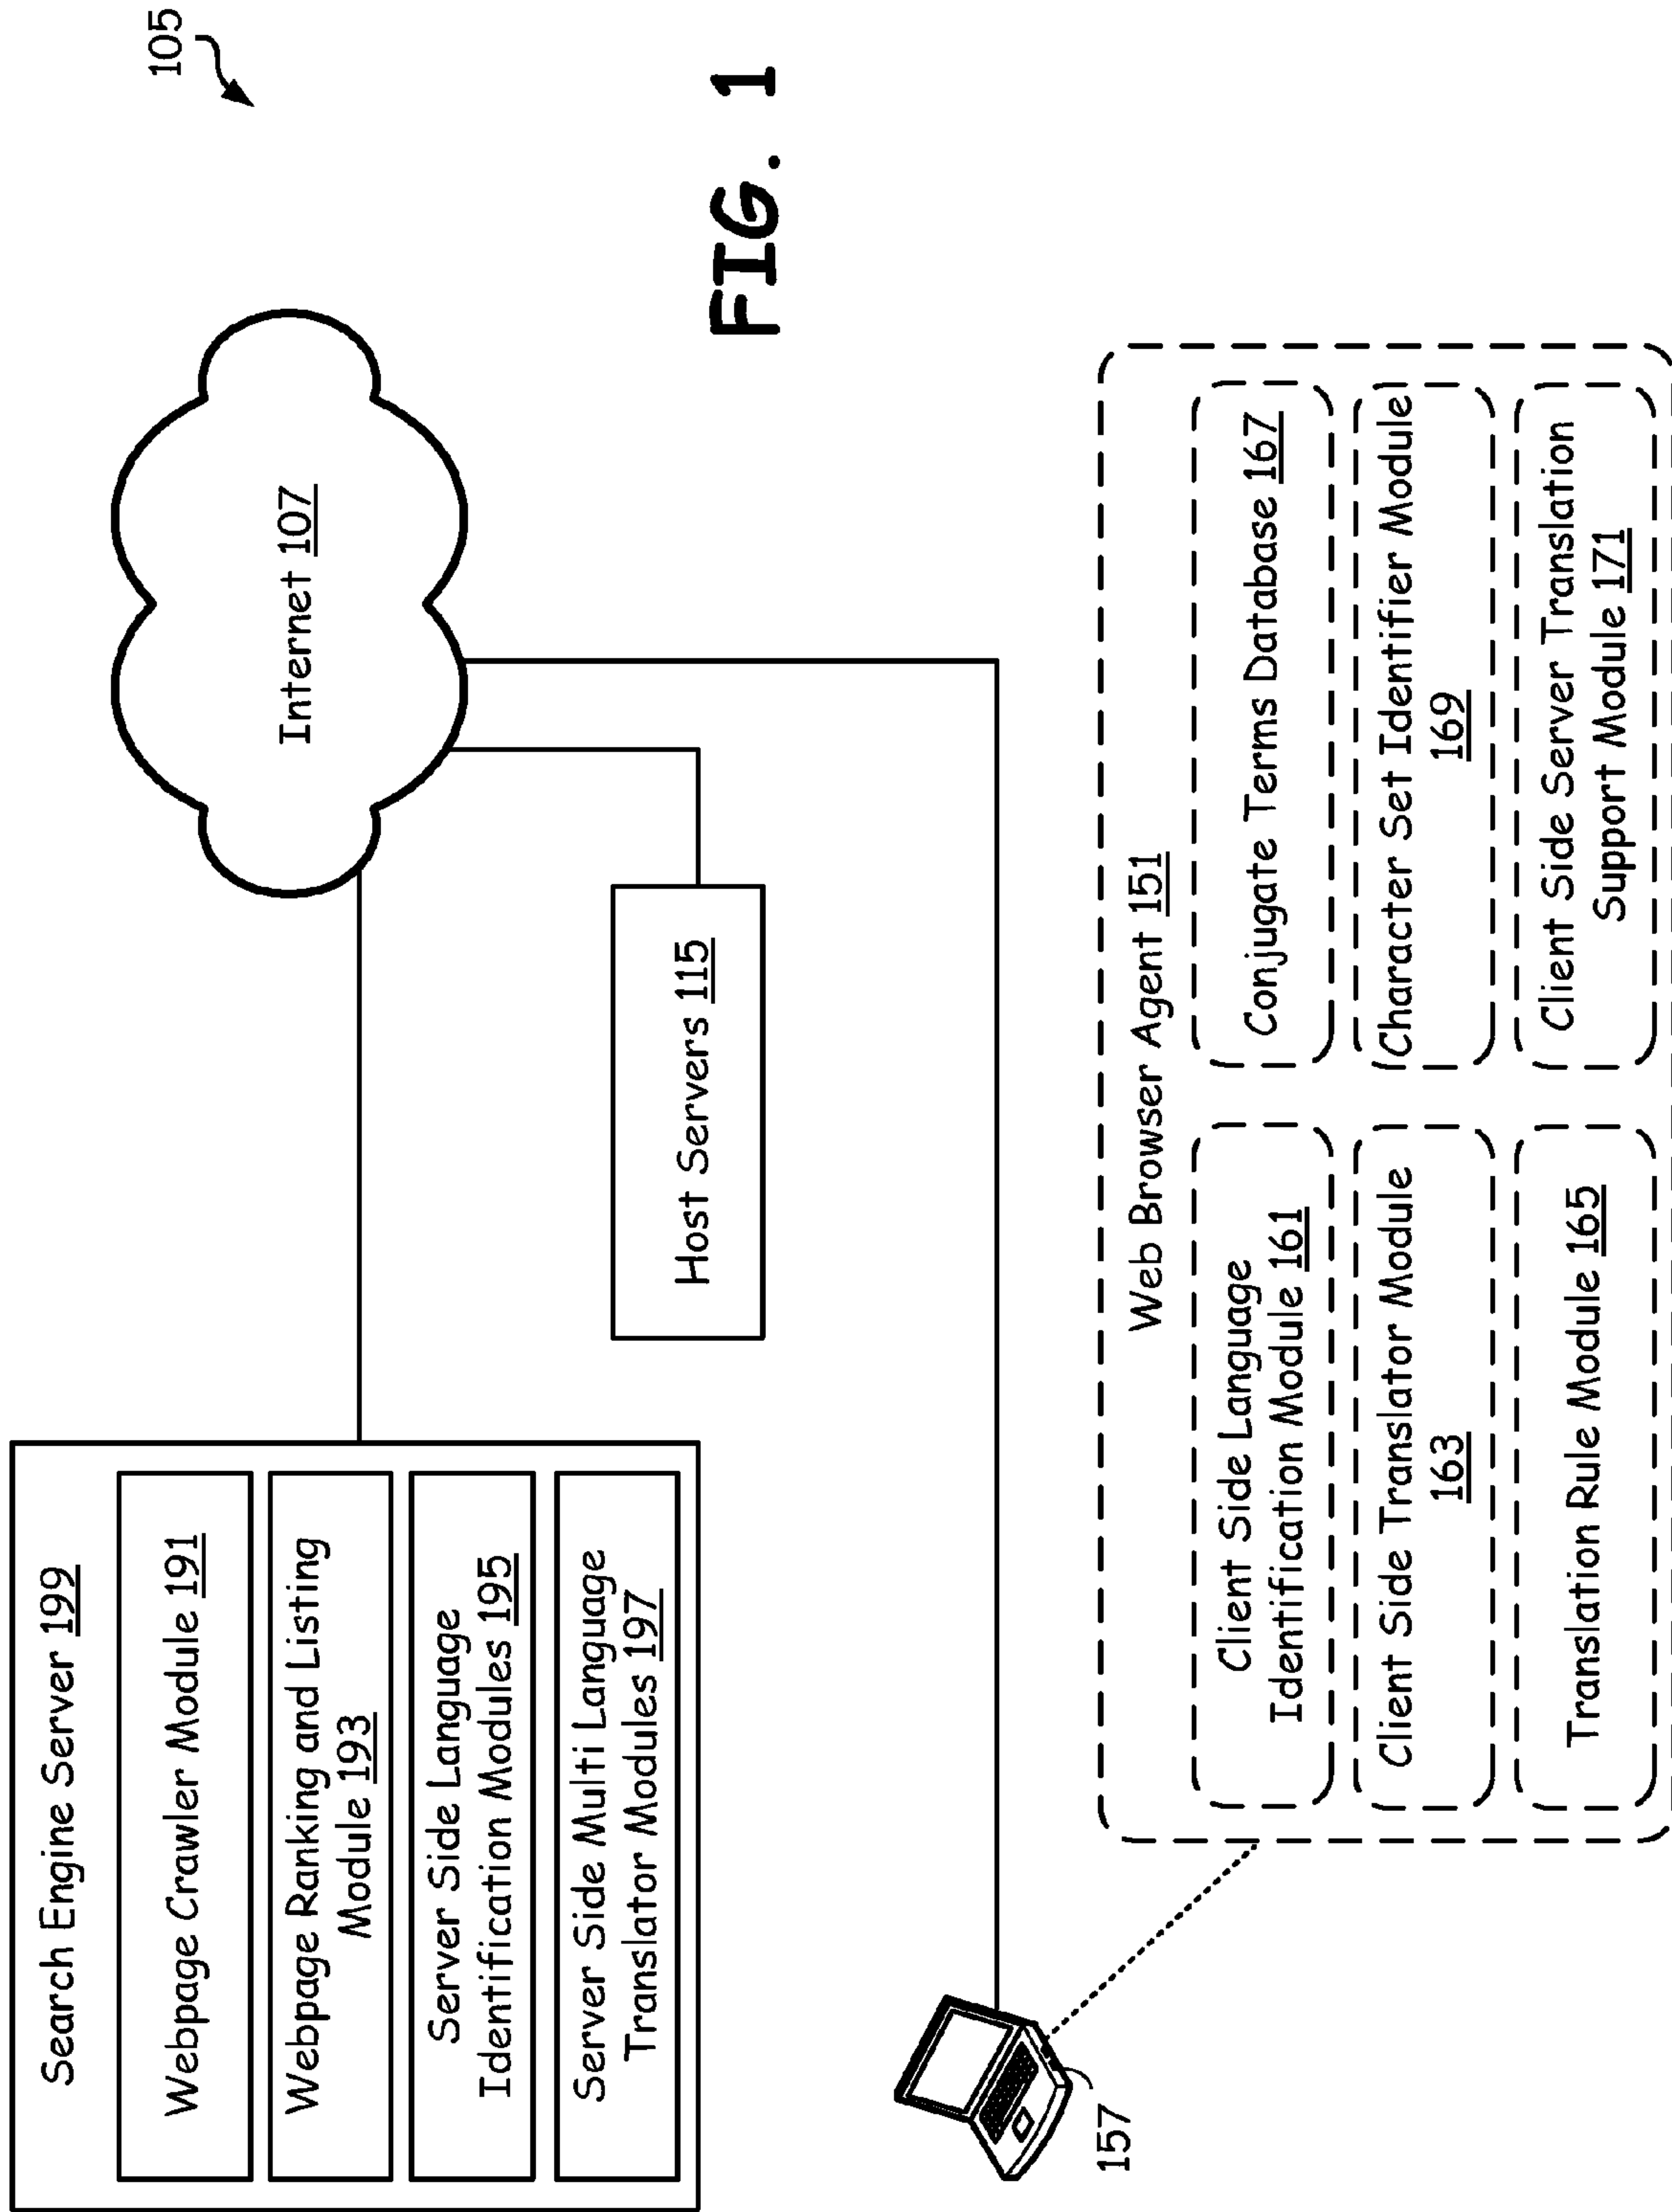 105
Search Engine Server 199
Webpage Crawler Module 191
Webpage Ranking and Listing
Module 193
Server Side Language
Identification Modules 195
Server Side Multi Language
Translator Modules 197
Internet 107
Host Servers 115
FIG. 1
157
Web Browser Agent 151
Client Side Language
Identification Module 161
Client Side Translator Module
163
Translation Rule Module 165
Conjugate Terms Database 167
Character Set Identifier Module
169
Client Side Server Translation
Support Module 171